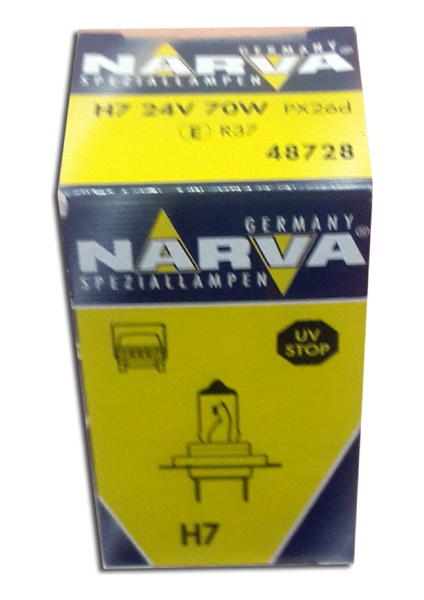 GERMANY
NARVA®
SPEZIALLAMPEN
H7 24V 70W PX26d
E R37
48728
GERMANY
NARVA®
SPEZIALLAMPEN
UV
STOP
H7